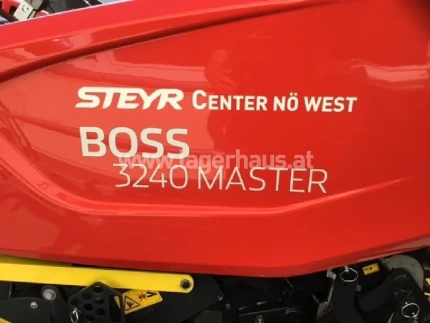 STEYR CENTER NÖ WEST
BOSS
www.lagerhaus.at
3240 MASTER